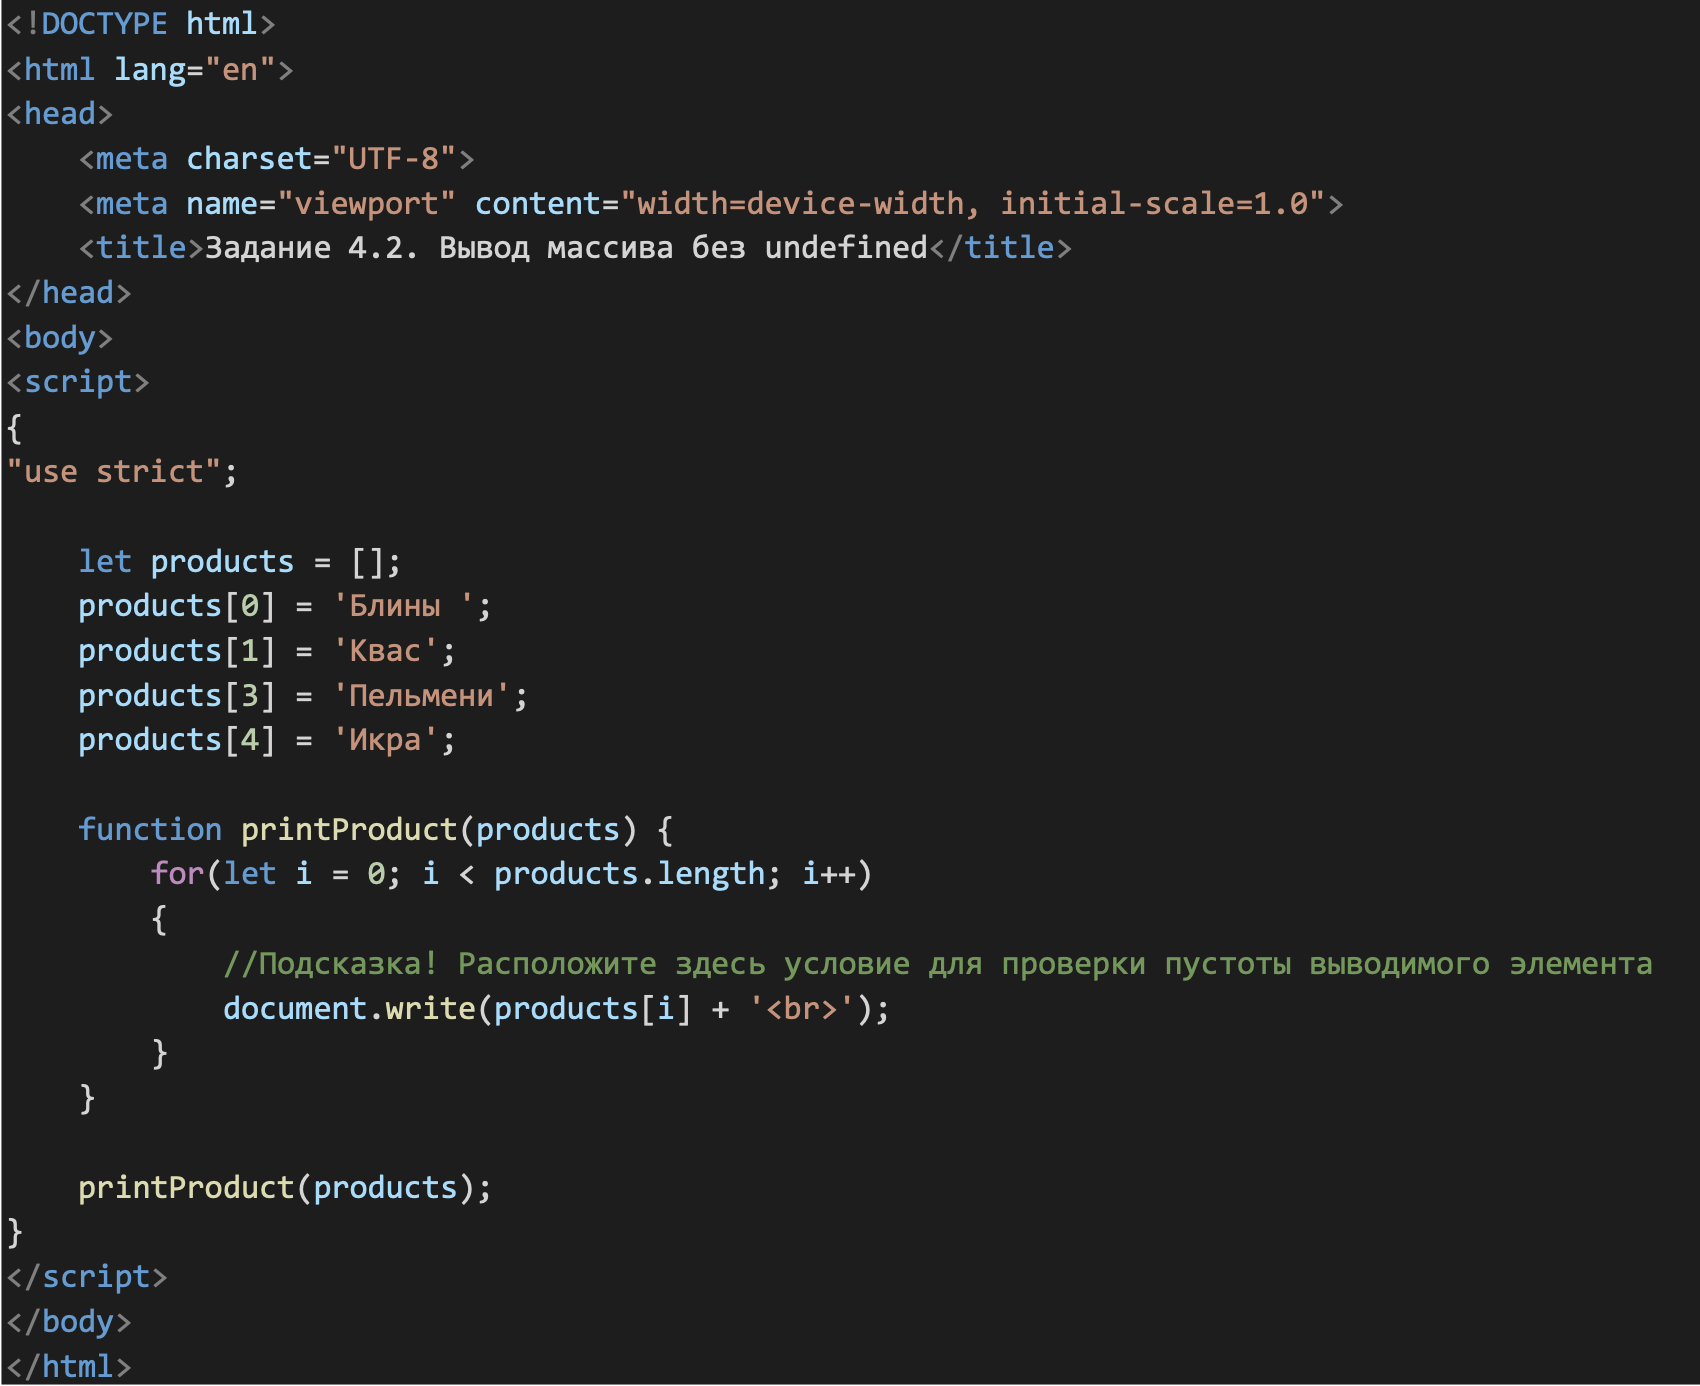 <!DOCTYPE html>
<html lang="en">
<head>
    <meta charset="UTF-8">
    <meta name="viewport" content="width=device-width, initial-scale=1.0">
    <title>Задание 4.2. Вывод массива без undefined</title>
</head>
<body>
<script>
{
"use strict";

    let products = [];
    products[0] = 'Блины ';
    products[1] = 'Квас';
    products[3] = 'Пельмени';
    products[4] = 'Икра';

    function printProduct(products) {
        for(let i = 0; i < products.length; i++)
        {
            //Подсказка! Расположите здесь условие для проверки пустоты выводимого элемента
            document.write(products[i] + '<br>');
        }
    }

    printProduct(products);
}
</script>
</body>
</html>